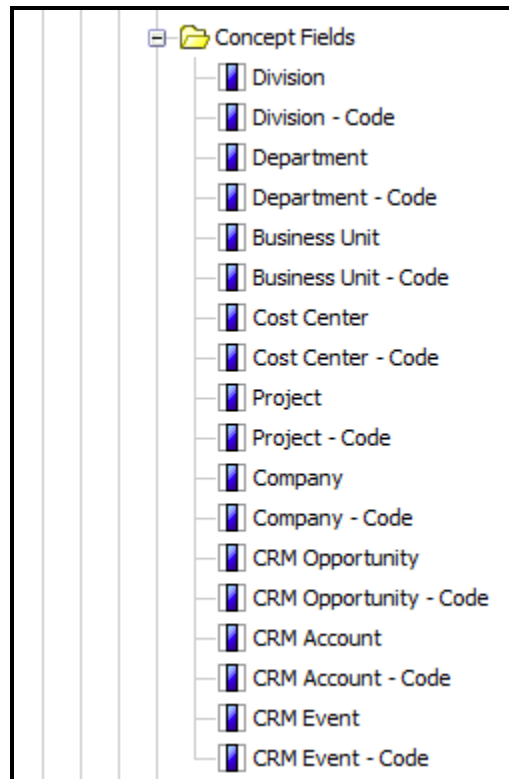 Concept Fields
Division
Division - Code
Department
Department - Code
Business Unit
Business Unit - Code
Cost Center
Cost Center - Code
Project
Project - Code
Company
Company - Code
CRM Opportunity
CRM Opportunity - Code
CRM Account
CRM Account - Code
CRM Event
CRM Event - Code